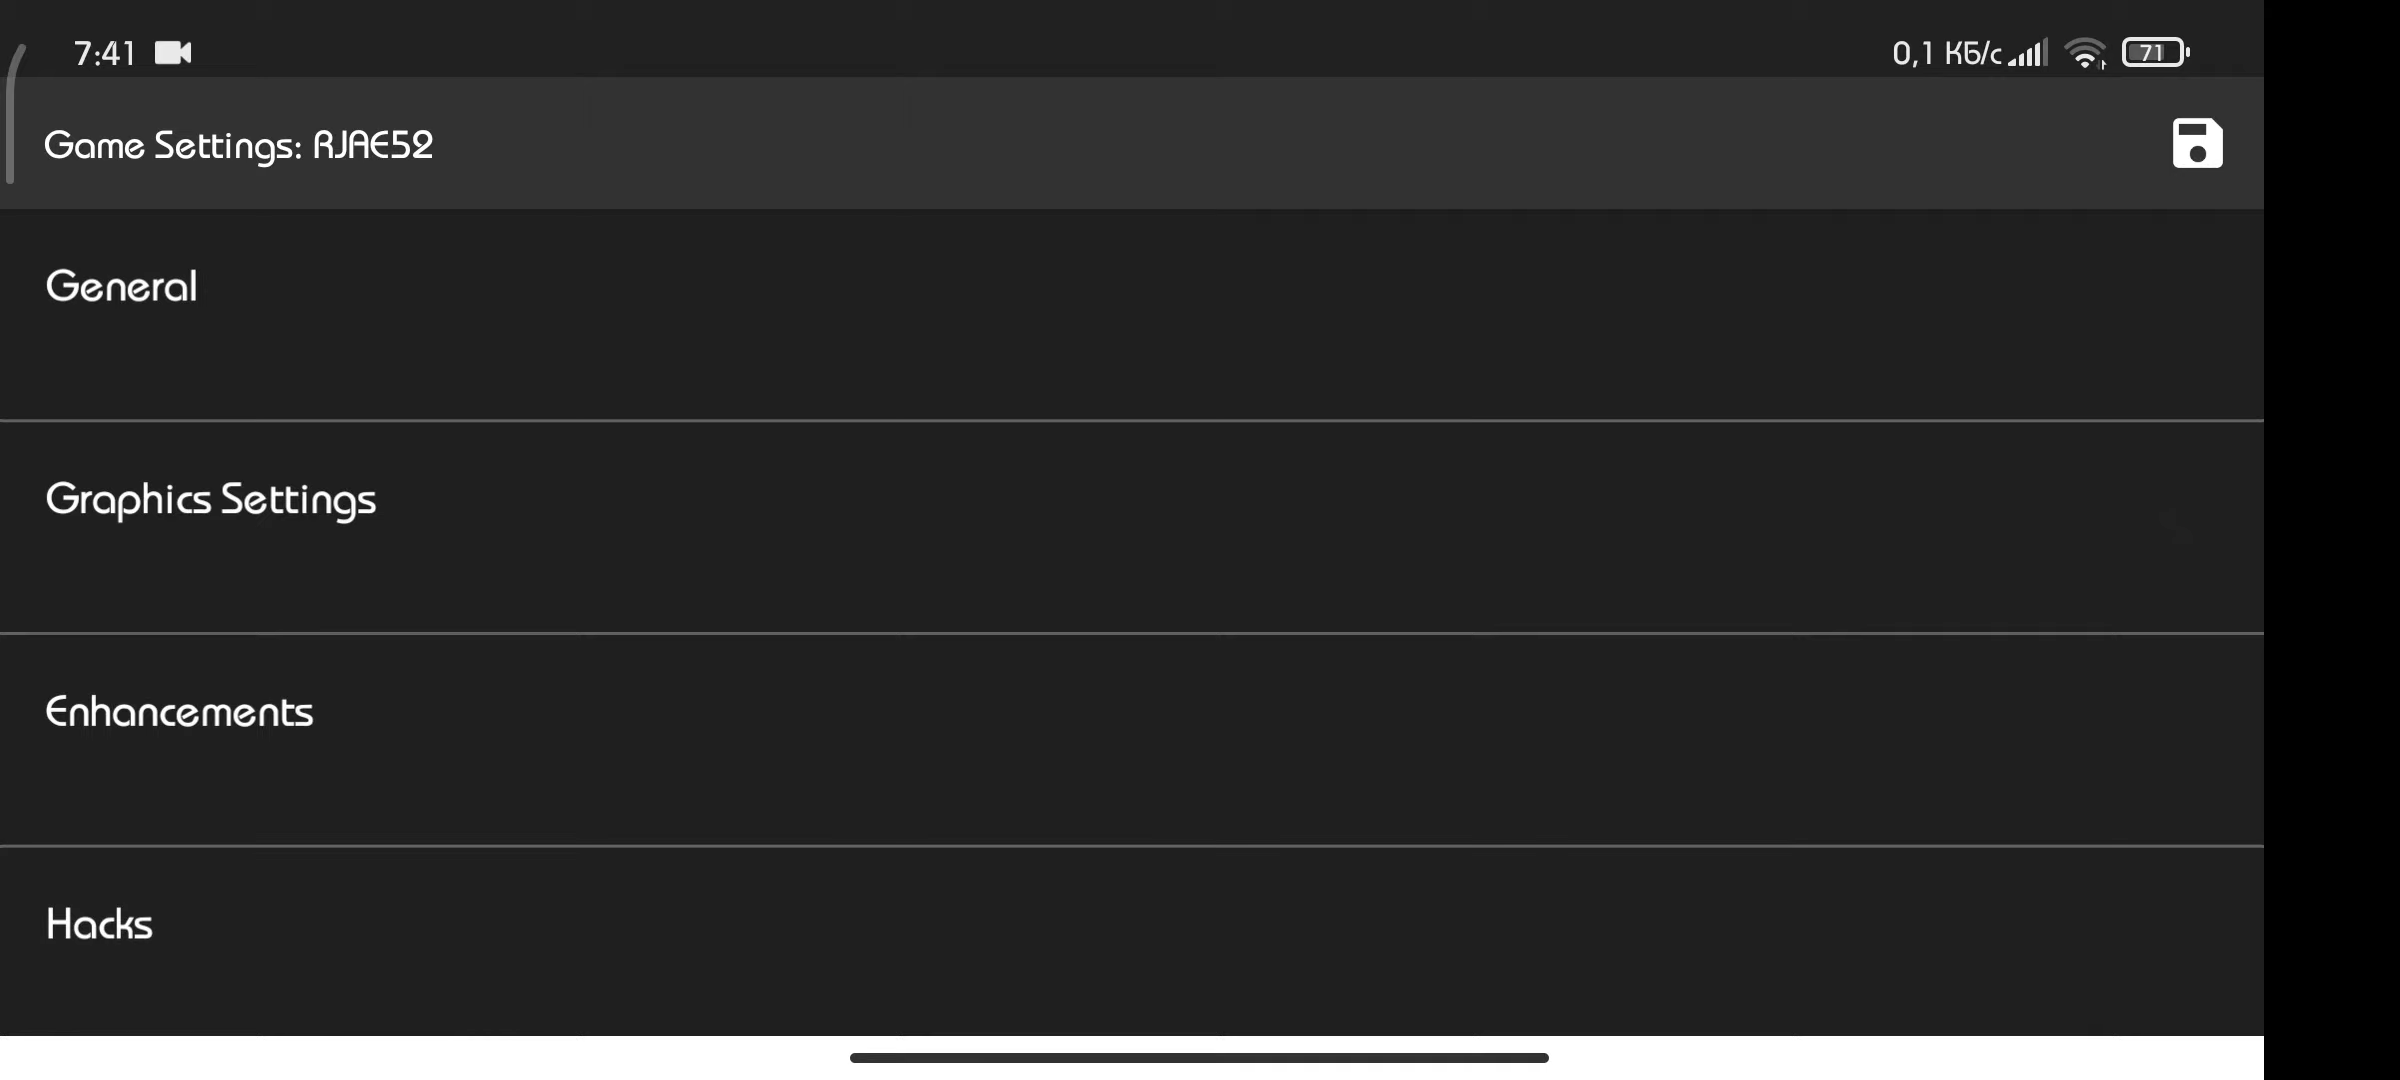 7:41
0,1 КБ/с
71
Game Settings: RJAE52
General
Graphics Settings
Enhancements
Hacks